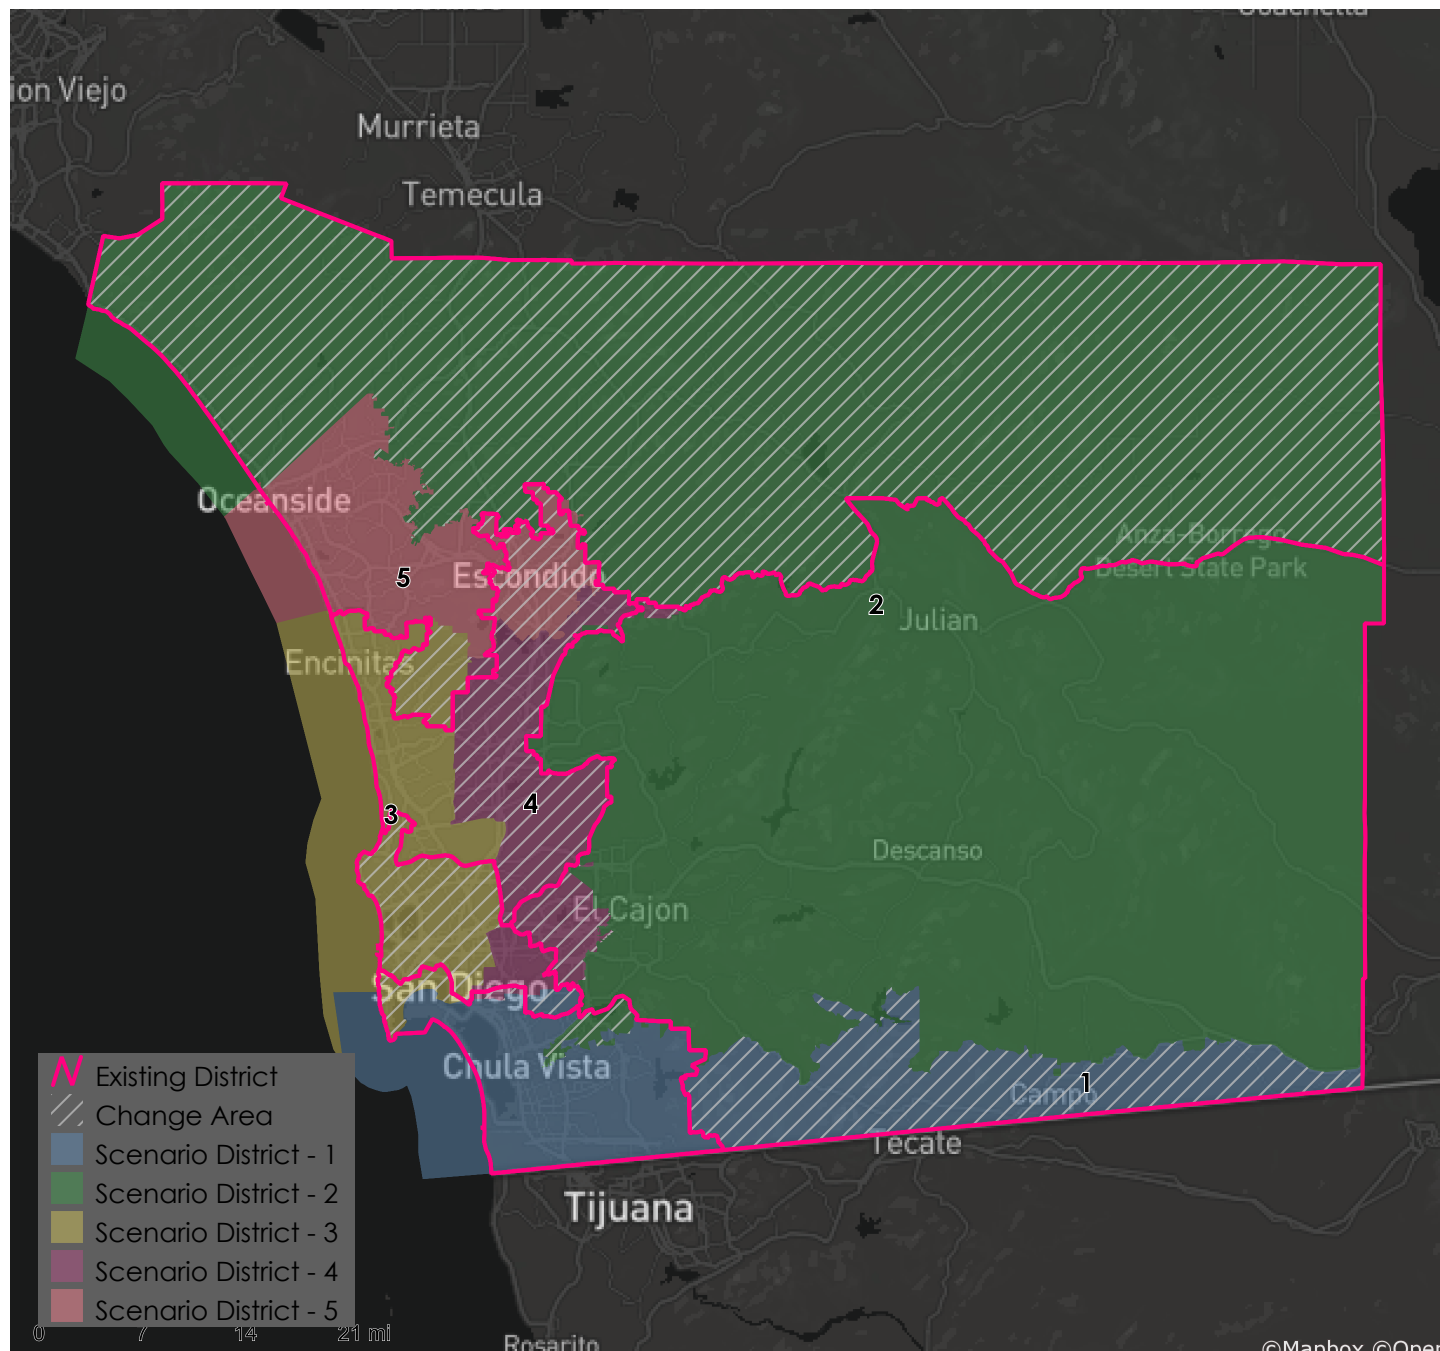 ion Viejo
Murrieta
Temecula
Oceanside
Anza-Borrego
Desert State Park
5
Escondido
2
Julian
Encinitas
3
4
Descanso
El Cajon
San Diego
Chula Vista
1
Campo
Tecate
Tijuana
Existing District
Change Area
Scenario District - 1
Scenario District - 2
Scenario District - 3
Scenario District - 4
Scenario District - 5
0 7 14 21 mi
Rosarito
©Mapbox ©Open